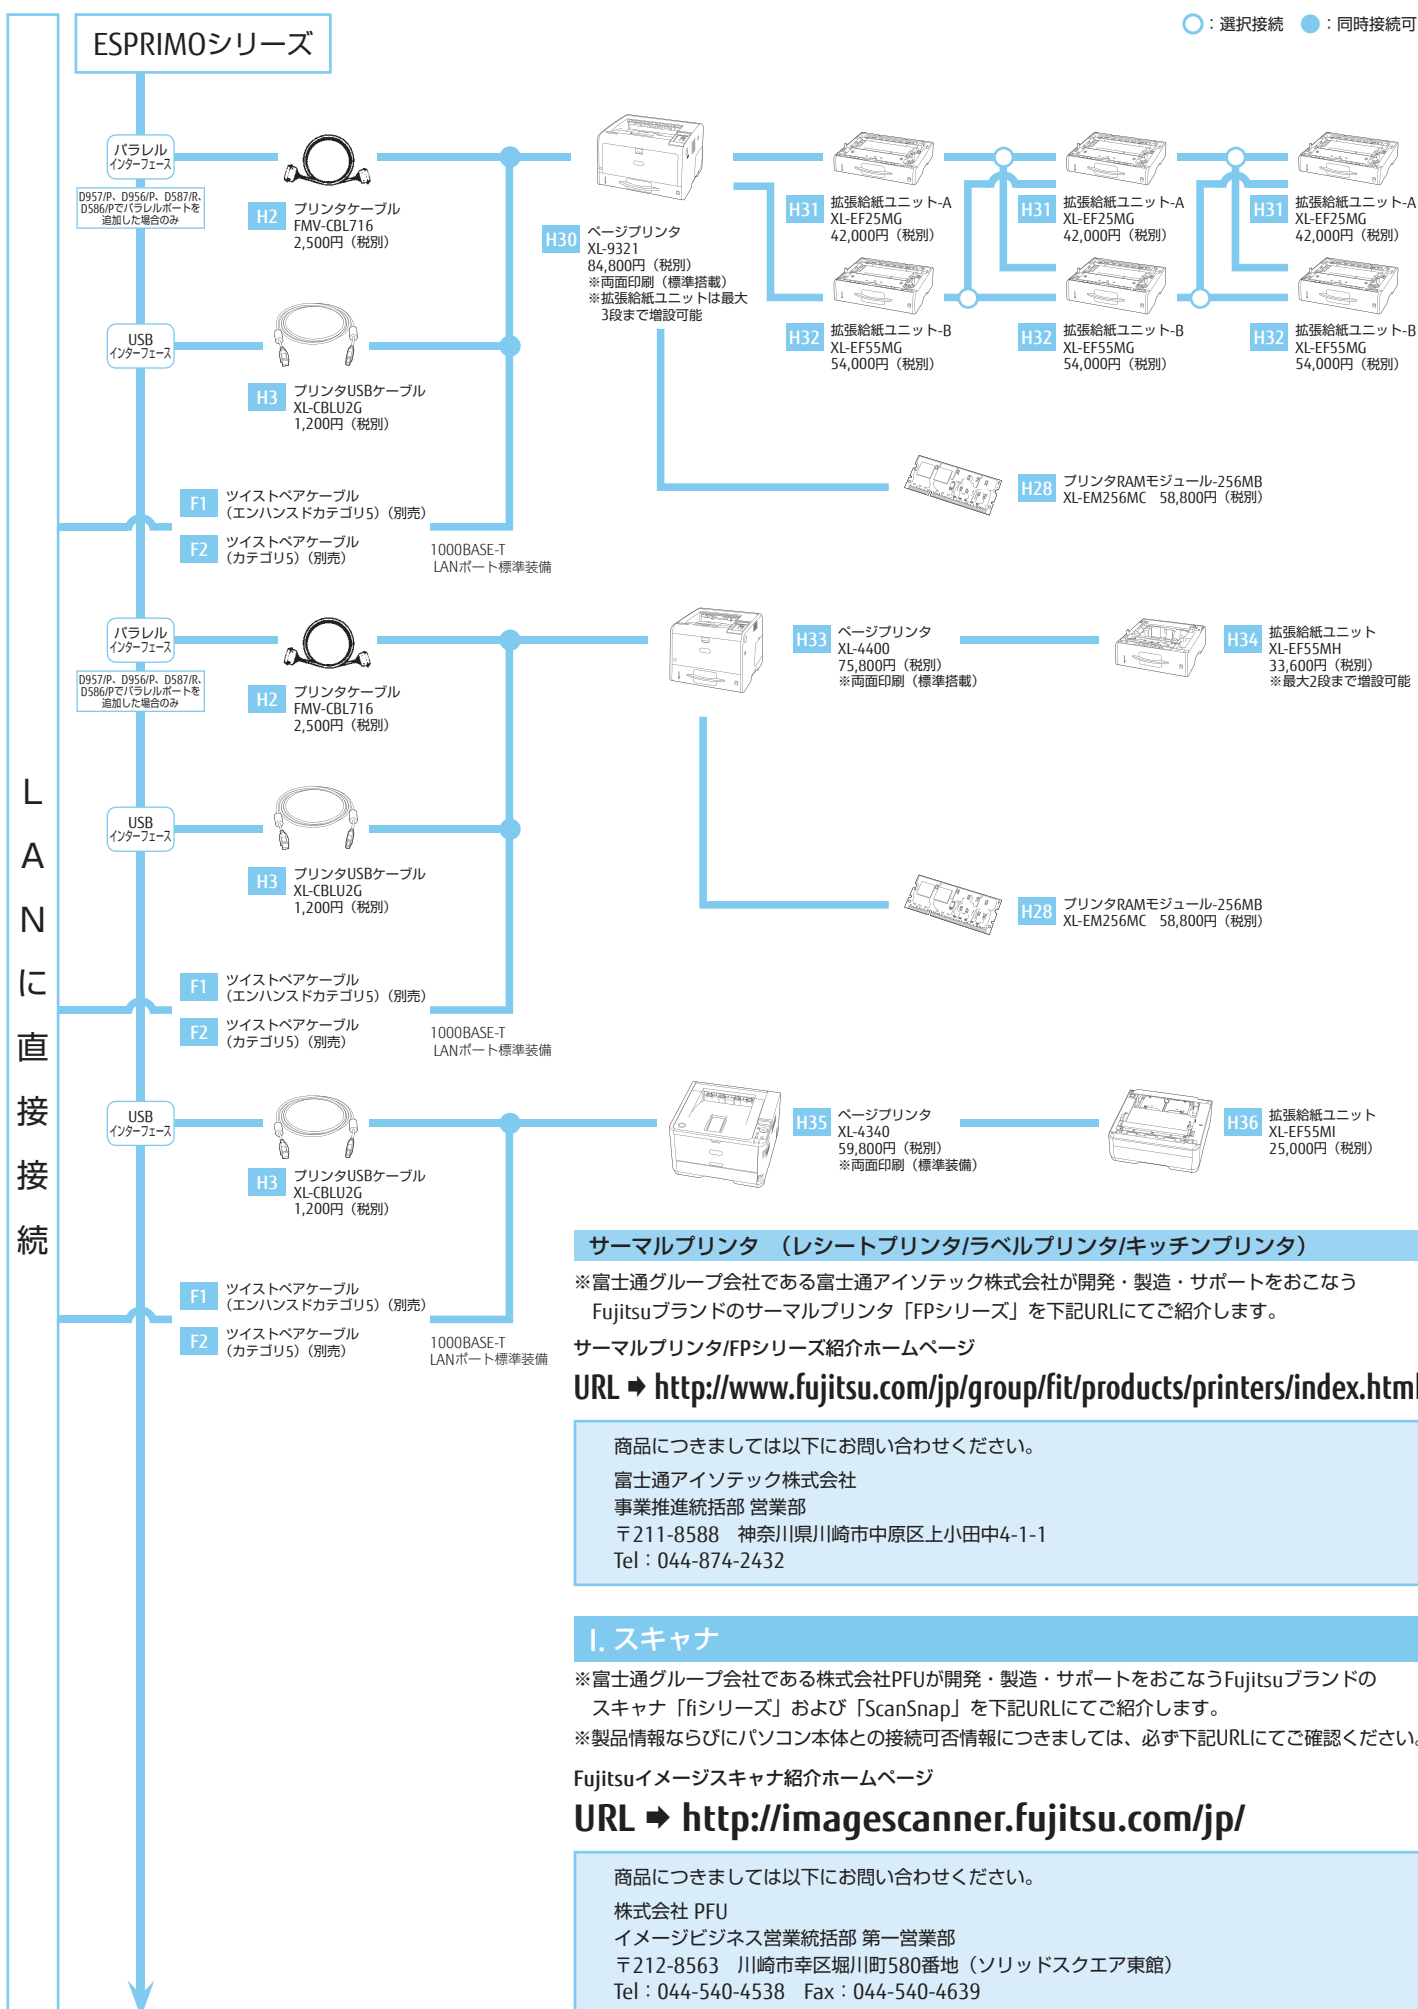 ESPRIMOシリーズ
：選択接続　：同時接続可
パラレル
インターフェース
D957/P、D956/P、D587/R、
D586/Pでパラレルポートを
追加した場合のみ
H2
プリンタケーブル
FMV-CBL716
2,500円（税別）
USB
インターフェース
H3
プリンタUSBケーブル
XL-CBLU2G
1,200円（税別）
F1
ツイストペアケーブル
（エンハンスドカテゴリ5）（別売）
F2
ツイストペアケーブル
（カテゴリ5）（別売）
1000BASE-T
LANポート標準装備
H30
ページプリンタ
XL-9321
84,800円（税別）
※両面印刷（標準搭載）
※拡張給紙ユニットは最大
3段まで増設可能
H31
拡張給紙ユニット-A
XL-EF25MG
42,000円（税別）
H31
拡張給紙ユニット-A
XL-EF25MG
42,000円（税別）
H31
拡張給紙ユニット-A
XL-EF25MG
42,000円（税別）
H32
拡張給紙ユニット-B
XL-EF55MG
54,000円（税別）
H32
拡張給紙ユニット-B
XL-EF55MG
54,000円（税別）
H32
拡張給紙ユニット-B
XL-EF55MG
54,000円（税別）
H28
プリンタRAMモジュール-256MB
XL-EM256MC　58,800円（税別）
パラレル
インターフェース
D957/P、D956/P、D587/R、
D586/Pでパラレルポートを
追加した場合のみ
H2
プリンタケーブル
FMV-CBL716
2,500円（税別）
USB
インターフェース
H3
プリンタUSBケーブル
XL-CBLU2G
1,200円（税別）
F1
ツイストペアケーブル
（エンハンスドカテゴリ5）（別売）
F2
ツイストペアケーブル
（カテゴリ5）（別売）
1000BASE-T
LANポート標準装備
H33
ページプリンタ
XL-4400
75,800円（税別）
※両面印刷（標準搭載）
H34
拡張給紙ユニット
XL-EF55MH
33,600円（税別）
※最大2段まで増設可能
H28
プリンタRAMモジュール-256MB
XL-EM256MC　58,800円（税別）
LANに直接接続
USB
インターフェース
H3
プリンタUSBケーブル
XL-CBLU2G
1,200円（税別）
F1
ツイストペアケーブル
（エンハンスドカテゴリ5）（別売）
F2
ツイストペアケーブル
（カテゴリ5）（別売）
1000BASE-T
LANポート標準装備
H35
ページプリンタ
XL-4340
59,800円（税別）
※両面印刷（標準装備）
H36
拡張給紙ユニット
XL-EF55MI
25,000円（税別）
サーマルプリンタ　（レシートプリンタ/ラベルプリンタ/キッチンプリンタ）
※富士通グループ会社である富士通アイソテック株式会社が開発・製造・サポートをおこなう
Fujitsuブランドのサーマルプリンタ「FPシリーズ」を下記URLにてご紹介します。
サーマルプリンタ/FPシリーズ紹介ホームページ
URL ➡ http://www.fujitsu.com/jp/group/fit/products/printers/index.html
商品につきましては以下にお問い合わせください。
富士通アイソテック株式会社
事業推進統括部 営業部
〒211-8588　神奈川県川崎市中原区上小田中4-1-1
Tel：044-874-2432
I. スキャナ
※富士通グループ会社である株式会社PFUが開発・製造・サポートをおこなうFujitsuブランドの
スキャナ「fiシリーズ」および「ScanSnap」を下記URLにてご紹介します。
※製品情報ならびにパソコン本体との接続可否情報につきましては、必ず下記URLにてご確認ください。
Fujitsuイメージスキャナ紹介ホームページ
URL ➡ http://imagescanner.fujitsu.com/jp/
商品につきましては以下にお問い合わせください。
株式会社 PFU
イメージビジネス営業統括部 第一営業部
〒212-8563　川崎市幸区堀川町580番地（ソリッドスクエア東館）
Tel：044-540-4538　Fax：044-540-4639